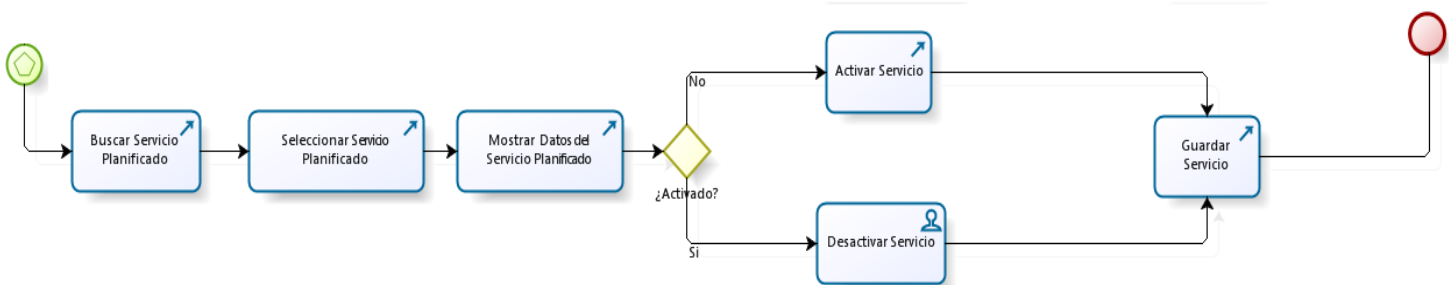 Buscar Servicio
Planificado
Seleccionar Servicio
Planificado
Mostrar Datos del
Servicio Planificado
¿Activado?
No
Activar Servicio
Si
Desactivar Servicio
Guardar
Servicio